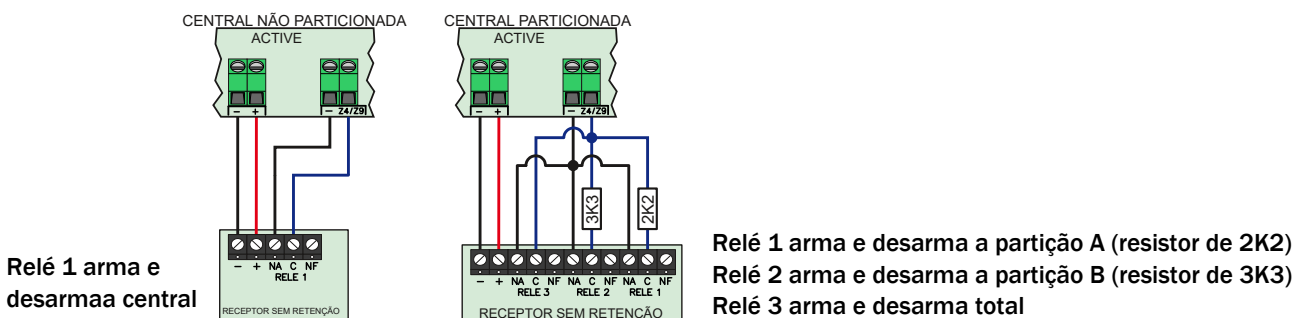 CENTRAL NÃO PARTICIONADA
ACTIVE
- + - Z4/Z9
- + NA C NF
RELE 1
RECEPTOR SEM RETENÇÃO
Relé 1 arma e
desarmaa central
CENTRAL PARTICIONADA
ACTIVE
- + - Z4/Z9
3K3 2K2
- + NA C NF NA C NF NA C NF
RELE 3 RELE 2 RELE 1
RECEPTOR SEM RETENÇÃO
Relé 1 arma e desarma a partição A (resistor de 2K2)
Relé 2 arma e desarma a partição B (resistor de 3K3)
Relé 3 arma e desarma total